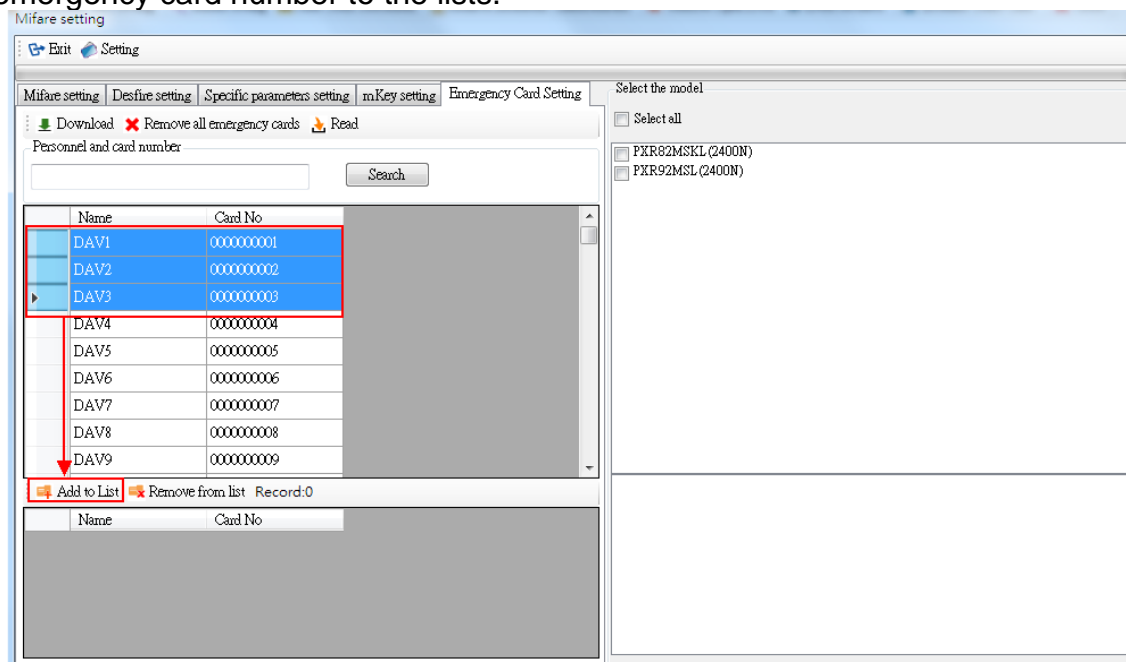 emergency card number to the lists.
Mifare setting
Exit Setting
Mifare setting Desfire setting Specific parameters setting mKey setting Emergency Card Setting
Download Remove all emergency cards Read
Personnel and card number
Search
Name Card No
DAV1 0000000001
DAV2 0000000002
DAV3 0000000003
DAV4 0000000004
DAV5 0000000005
DAV6 0000000006
DAV7 0000000007
DAV8 0000000008
DAV9 0000000009
Add to List Remove from list Record:0
Name Card No
Select the model
Select all
PXR82MSKL(2400N)
PXR92MSL(2400N)